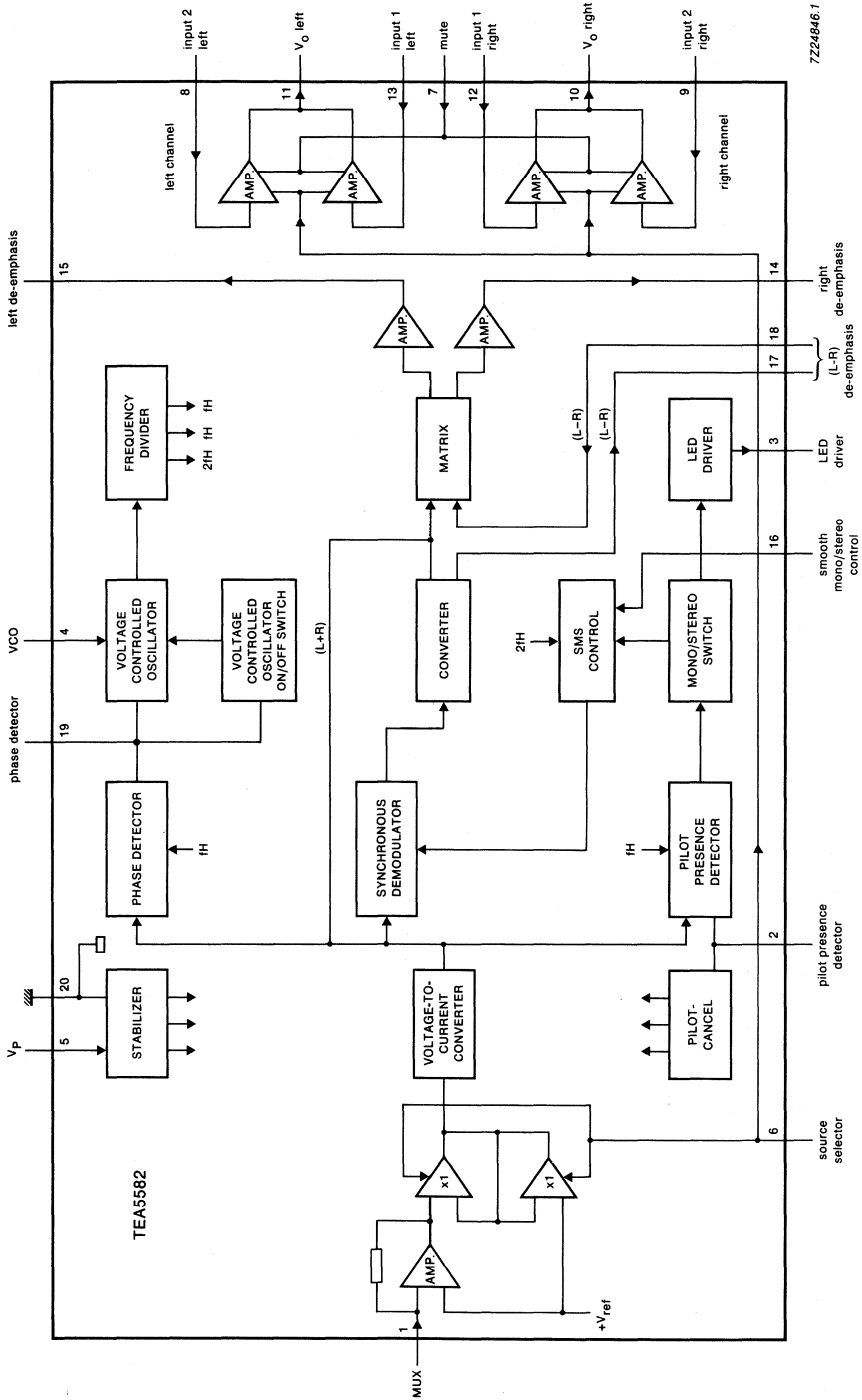 left de-emphasis
15
phase detector
19
VCO
4
VP
5
20
TEA5582
STABILIZER
PHASE DETECTOR
fH
VOLTAGE
CONTROLLED
OSCILLATOR
VOLTAGE
CONTROLLED
OSCILLATOR
ON/OFF SWITCH
FREQUENCY
DIVIDER
2fH fH fH
left channel
8
input 2
left
11
Vo left
13
input 1
left
7
mute
12
input 1
right
10
Vo right
9
input 2
right
right channel
AMP.
AMP.
AMP.
AMP.
(L+R)
MUX
1
AMP.
x1
x1
+Vref
VOLTAGE-TO-
CURRENT
CONVERTER
SYNCHRONOUS
DEMODULATOR
CONVERTER
MATRIX
AMP.
AMP.
(L-R)
(L-R)
2fH
SMS
CONTROL
fH
PILOT-
CANCEL
PILOT
PRESENCE
DETECTOR
MONO/STEREO
SWITCH
LED
DRIVER
6
source
selector
2
pilot presence
detector
16
smooth
mono/stereo
control
3
LED
driver
17
18
(L-R)
de-emphasis
14
right
de-emphasis
7Z24846.1